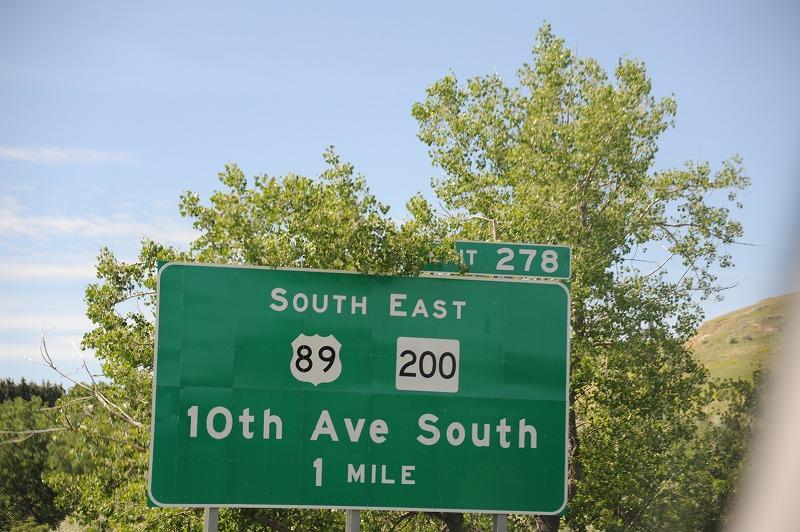 IT 278
SOUTH EAST
89 200
10th Ave South
1 MILE